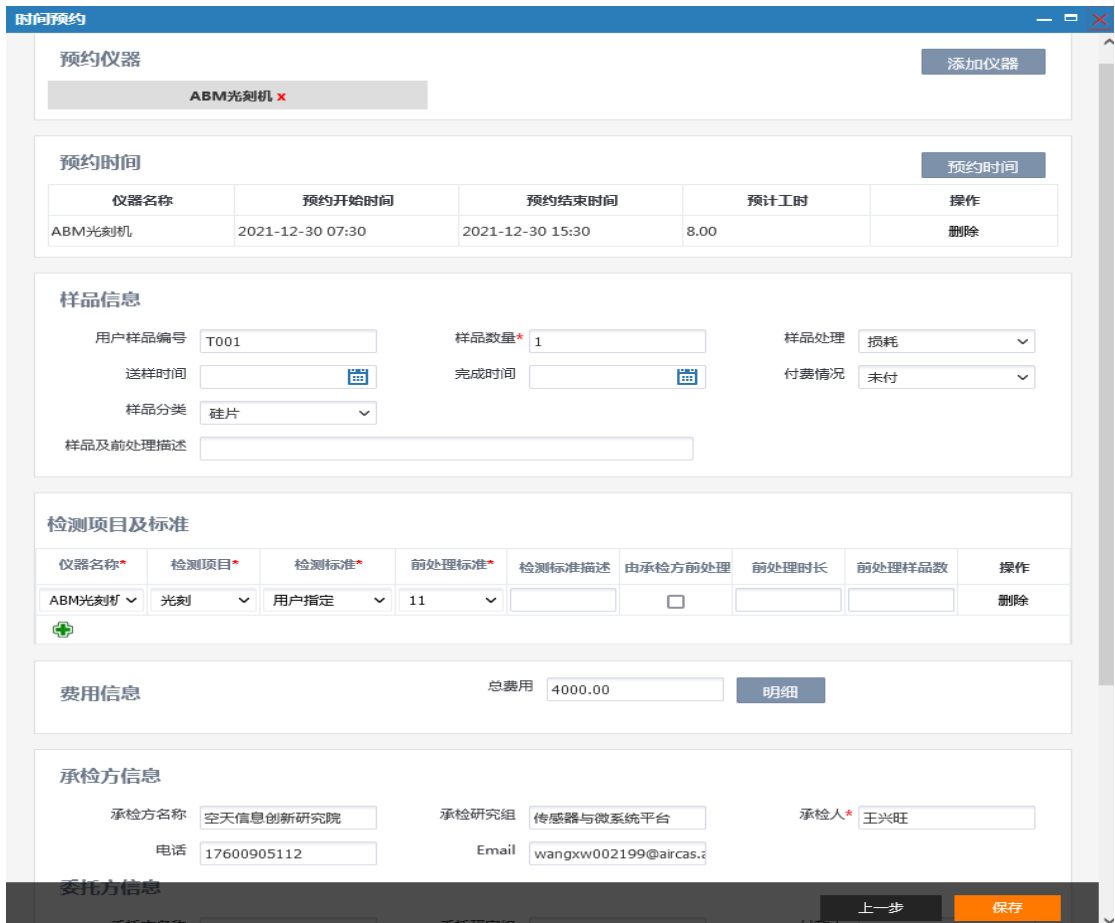 时间预约
预约仪器
添加仪器
ABM光刻机 x
预约时间
预约时间
仪器名称 预约开始时间 预约结束时间 预计工时 操作
ABM光刻机 2021-12-30 07:30 2021-12-30 15:30 8.00 删除
样品信息
用户样品编号 T001 样品数量* 1 样品处理 损耗
送样时间 完成时间 付费情况 未付
样品分类 硅片
样品及前处理描述
检测项目及标准
仪器名称* 检测项目* 检测标准* 前处理标准* 检测标准描述 由承检方前处理 前处理时长 前处理样品数 操作
ABM光刻机 光刻 用户指定 11 删除
费用信息 总费用 4000.00 明细
承检方信息
承检方名称 空天信息创新研究院 承检研究组 传感器与微系统平台 承检人* 王兴旺
电话 17600905112 Email wangxw002199@aircas.a
委托方信息
上一步 保存